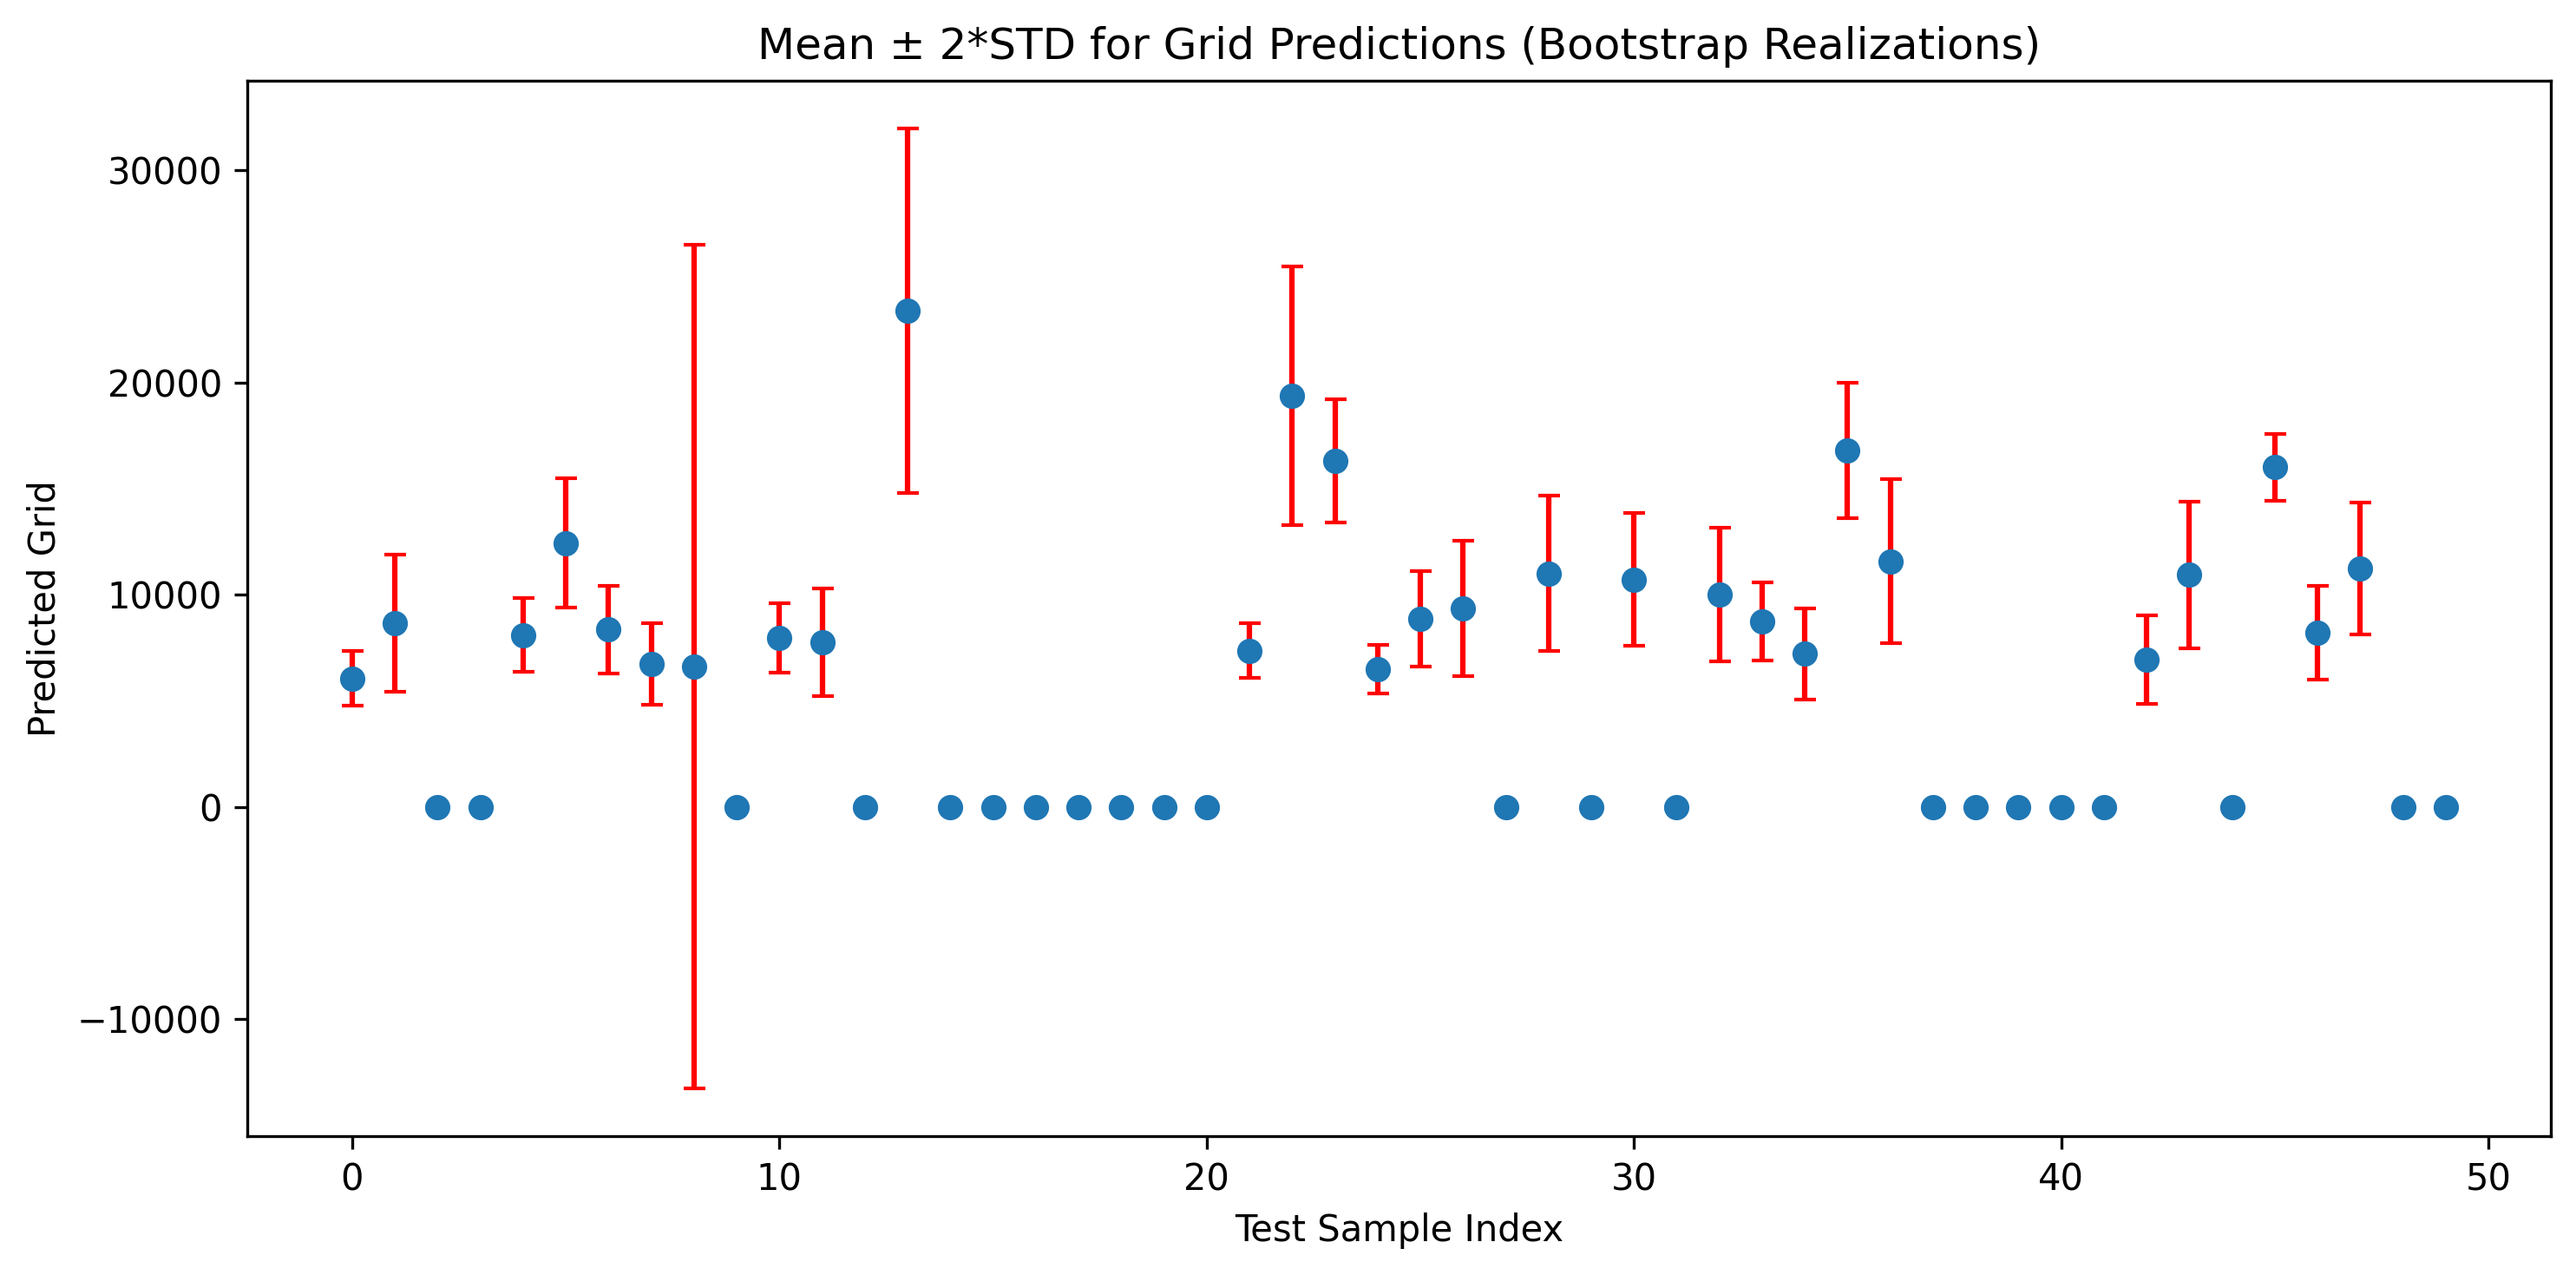 Mean ± 2*STD for Grid Predictions (Bootstrap Realizations)
Predicted Grid
30000
20000
10000
0
−10000
0 10 20 30 40 50
Test Sample Index